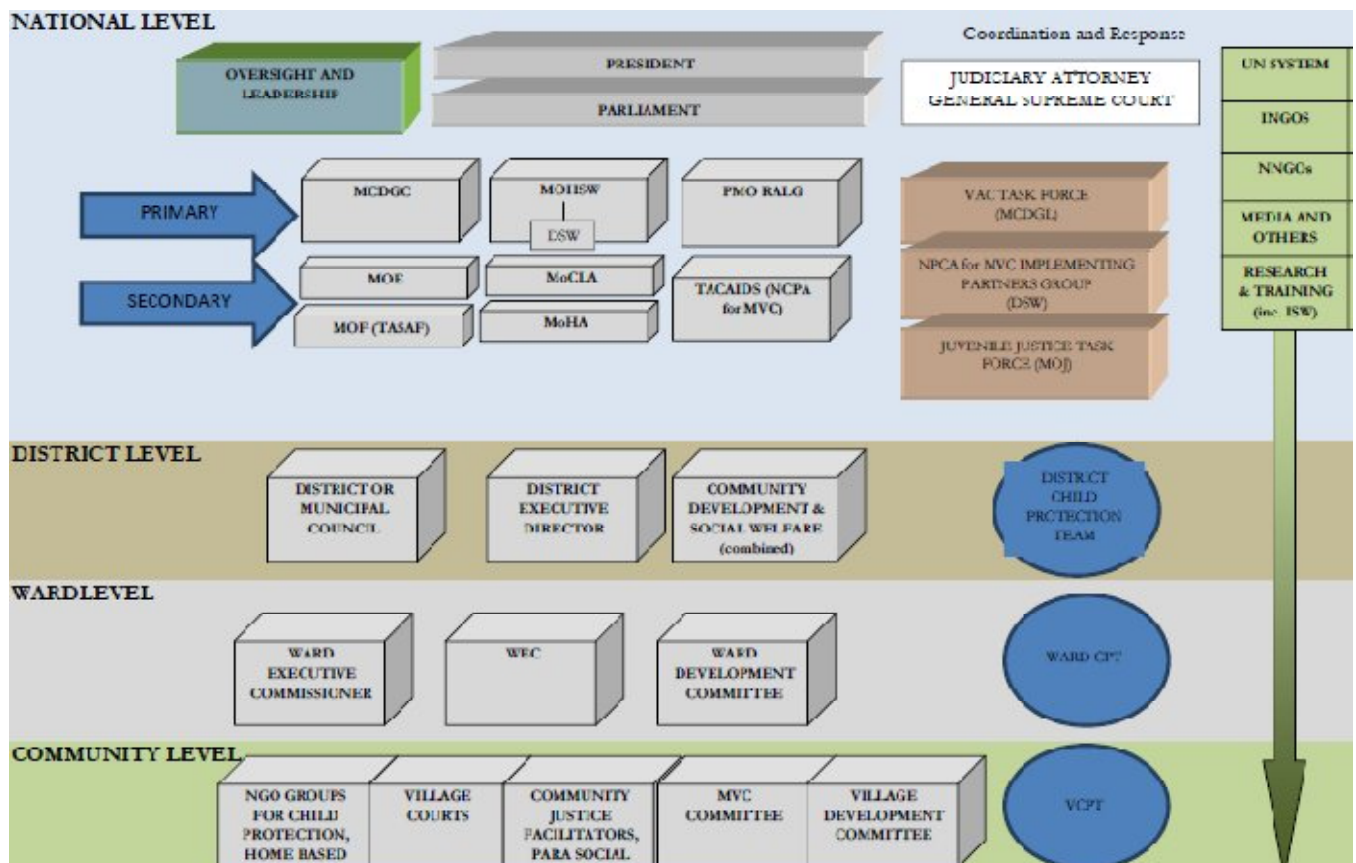 NATIONAL LEVEL
Coordination and Response
OVERSIGHT AND
LEADERSHIP
PRESIDENT
PARLIAMENT
JUDICIARY ATTORNEY
GENERAL SUPREME COURT
UN SYSTEM
INGOS
NNGCs
MEDIA AND
OTHERS
RESEARCH
& TRAINING
(inc. ISW)
PRIMARY
MCDGC
MOHSW
DSW
PMO RALG
VAC TASK FORCE
(MCDGL)
SECONDARY
MOE
MoCLA
TACAIDS (NCPA
for MVC)
MOF (TASAF)
MoHA
NPCA for MVC IMPLEMENTING
PARTNERS GROUP
(DSW)
JUVENILE JUSTICE TASK
FORCE (MOJ)
DISTRICT LEVEL
DISTRICT OR
MUNICIPAL
COUNCIL
DISTRICT
EXECUTIVE
DIRECTOR
COMMUNITY
DEVELOPMENT &
SOCIAL WELFARE
(combined)
DISTRICT
CHILD
PROTECTION
TEAM
WARD LEVEL
WARD
EXECUTIVE
COMMISSIONER
WEC
WARD
DEVELOPMENT
COMMITTEE
WARD CPT
COMMUNITY LEVEL
NGO GROUPS
FOR CHILD
PROTECTION,
HOME BASED
VILLAGE
COURTS
COMMUNITY
JUSTICE
FACILITATORS,
PARA SOCIAL
MVC
COMMITTEE
VILLAGE
DEVELOPMENT
COMMITTEE
VCPT